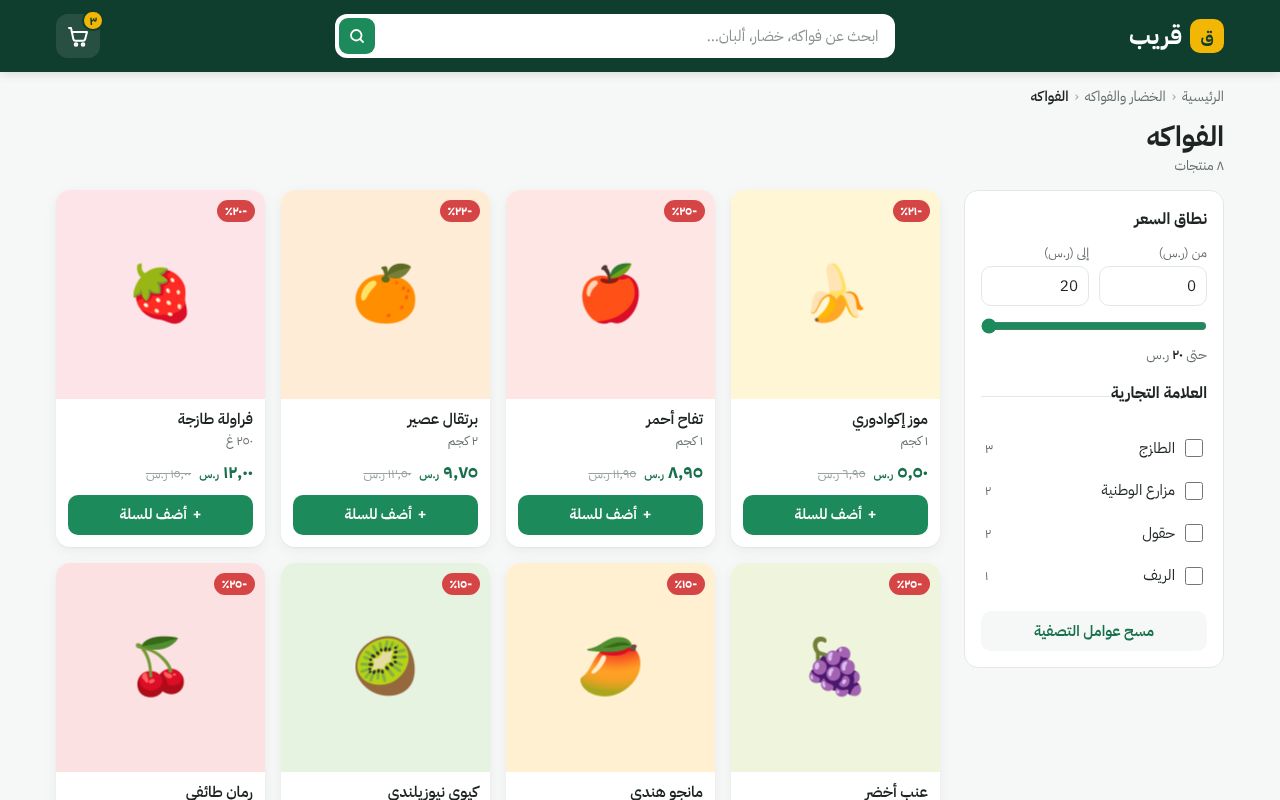 ق قريب
ابحث عن فواكه، خضار، ألبان...
٣
الرئيسية ‹ الخضار والفواكه ‹ الفواكه
الفواكه
٨ منتجات
نطاق السعر
من (ر.س)
إلى (ر.س)
0
20
حتى ٢٠ ر.س
العلامة التجارية
الطازج ٣
مزارع الوطنية ٢
حقول ٢
الريف ١
مسح عوامل التصفية
-٢١٪
موز إكوادوري
١ كجم
٥,٥٠ ر.س ٦,٩٥ ر.س
+ أضف للسلة
-٢٥٪
تفاح أحمر
١ كجم
٨,٩٥ ر.س ١١,٩٥ ر.س
+ أضف للسلة
-٢٢٪
برتقال عصير
٢ كجم
٩,٧٥ ر.س ١٢,٥٠ ر.س
+ أضف للسلة
-٢٠٪
فراولة طازجة
٢٥٠ غ
١٢,٠٠ ر.س ١٥,٠٠ ر.س
+ أضف للسلة
-٢٥٪
عنب أخضر
-١٥٪
مانجو هندي
-١٥٪
كيوي نيوزيلندي
-٢٥٪
رمان طائفي